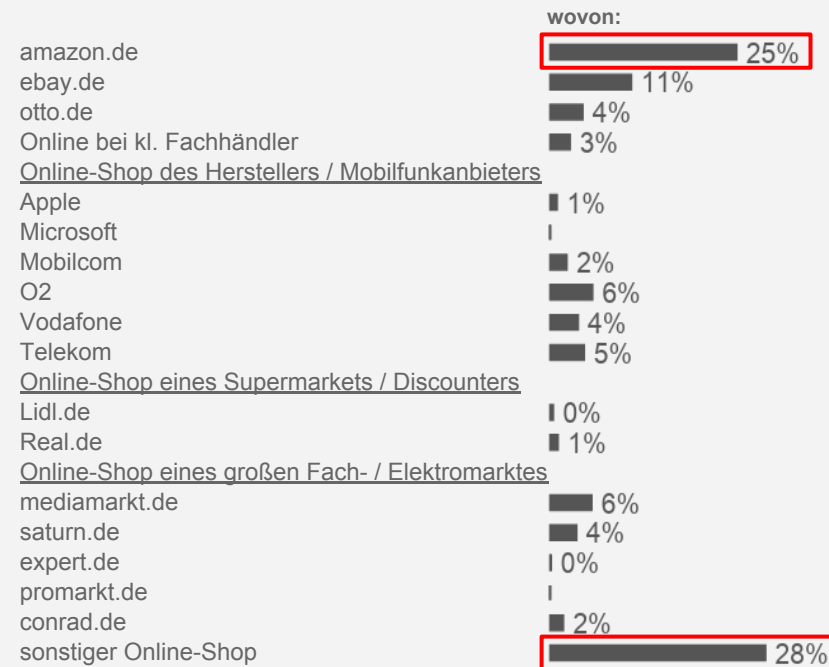 wovon:
amazon.de 25%
ebay.de 11%
otto.de 4%
Online bei kl. Fachhändler 3%
Online-Shop des Herstellers / Mobilfunkanbieters
Apple 1%
Microsoft
Mobilcom 2%
O2 6%
Vodafone 4%
Telekom 5%
Online-Shop eines Supermarkets / Discounters
Lidl.de 0%
Real.de 1%
Online-Shop eines großen Fach- / Elektromarktes
mediamarkt.de 6%
saturn.de 4%
expert.de 0%
promarkt.de
conrad.de 2%
sonstiger Online-Shop 28%